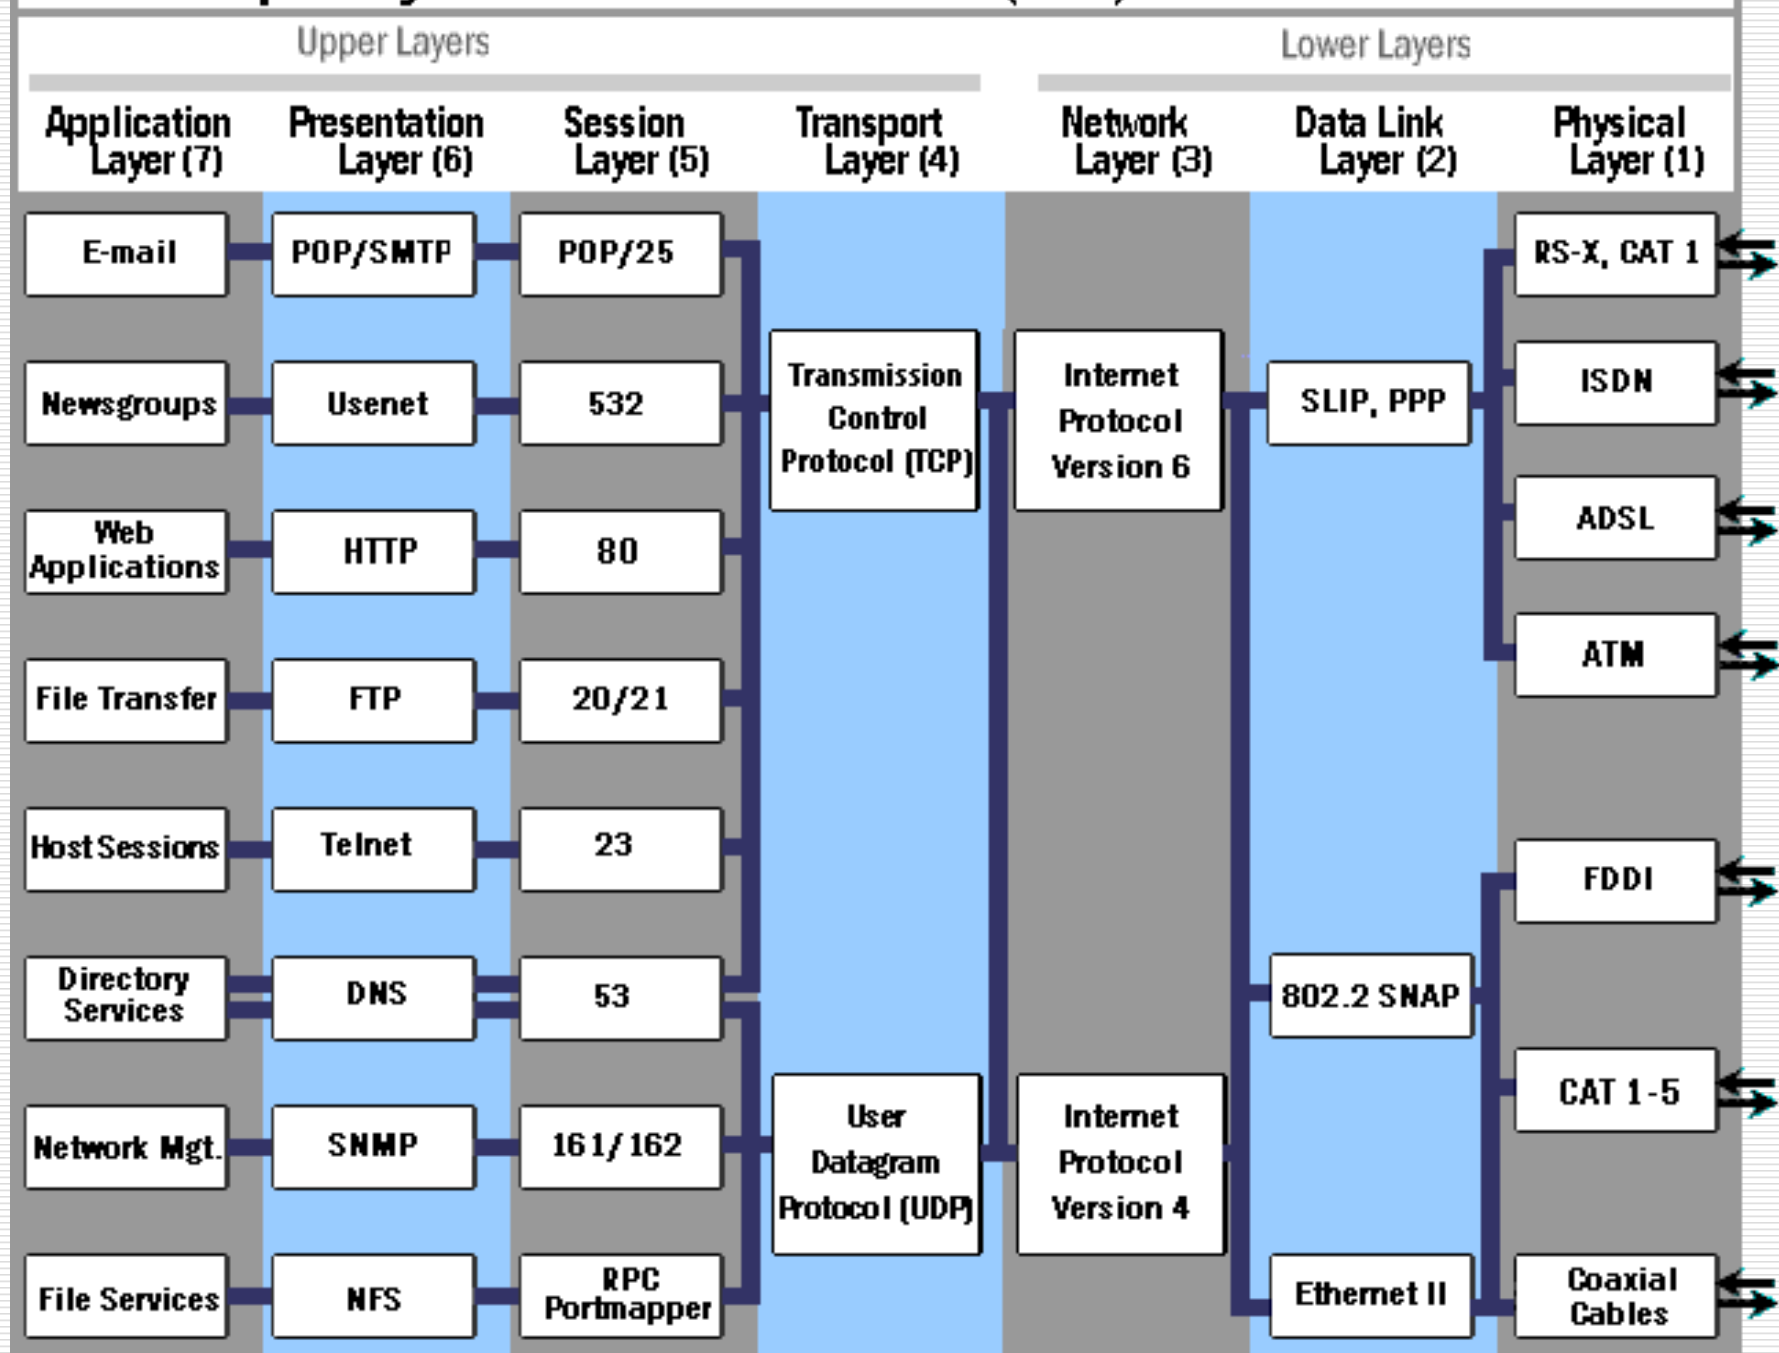 Upper Layers
Lower Layers
Application
Layer (7)
Presentation
Layer (6)
Session
Layer (5)
Transport
Layer (4)
Network
Layer (3)
Data Link
Layer (2)
Physical
Layer (1)
E-mail
POP/SMTP
POP/25
RS-X, CAT 1
Newsgroups
Usenet
532
Transmission
Control
Protocol (TCP)
Internet
Protocol
Version 6
SLIP, PPP
ISDN
Web
Applications
HTTP
80
ADSL
File Transfer
FTP
20/21
ATM
Host Sessions
Telnet
23
FDDI
Directory
Services
DNS
53
802.2 SNAP
Network Mgt.
SNMP
161/162
User
Datagram
Protocol (UDP)
Internet
Protocol
Version 4
CAT 1-5
File Services
NFS
RPC
Portmapper
Ethernet II
Coaxial
Cables